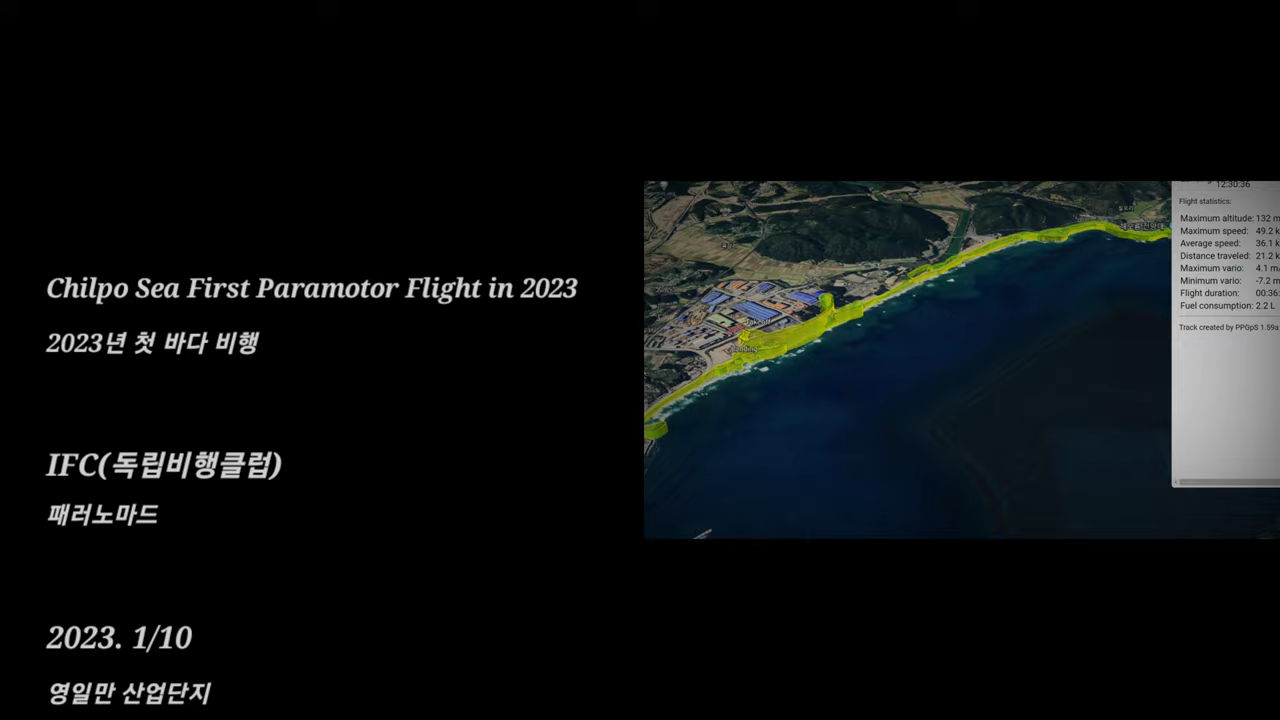 Chilpo Sea First Paramotor Flight in 2023
2023년 첫 바다 비행
IFC(독립비행클럽)
패러노마드
2023. 1/10
영일만 산업단지
Takeoff
Landing
12:30:36
Flight statistics:
Maximum altitude: 132 m
Maximum speed: 49.2 k
Average speed: 36.1 k
Distance traveled: 21.2 k
Maximum vario: 4.1 m
Minimum vario: -7.2 m
Flight duration: 00:36:
Fuel consumption: 2.2 L
Track created by PPGpS 1.59a